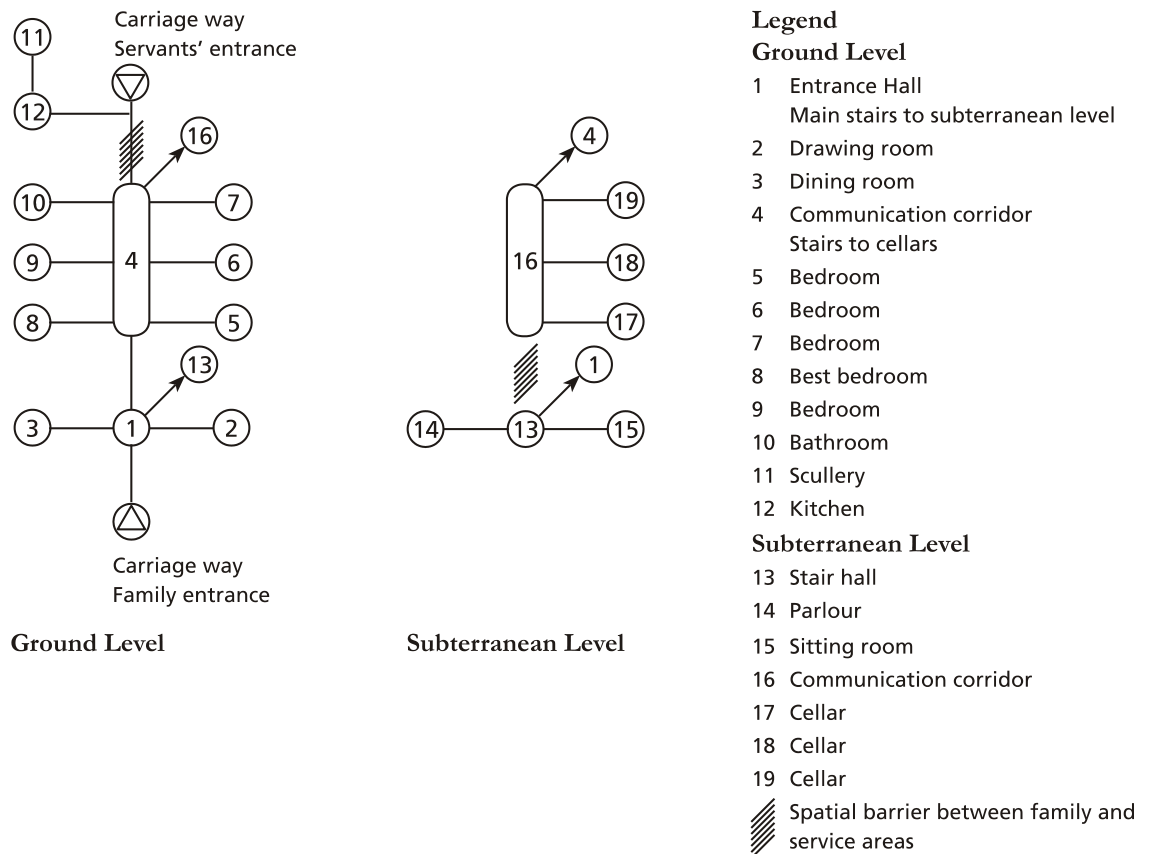 11
Carriage way
Servants’ entrance
12
16
10
7
9
4
6
8
5
13
3
1
2
Carriage way
Family entrance
Ground Level
4
19
16
18
17
1
14
13
15
Subterranean Level
Legend
Ground Level
1 Entrance Hall
Main stairs to subterranean level
2 Drawing room
3 Dining room
4 Communication corridor
Stairs to cellars
5 Bedroom
6 Bedroom
7 Bedroom
8 Best bedroom
9 Bedroom
10 Bathroom
11 Scullery
12 Kitchen
Subterranean Level
13 Stair hall
14 Parlour
15 Sitting room
16 Communication corridor
17 Cellar
18 Cellar
19 Cellar
Spatial barrier between family and
service areas